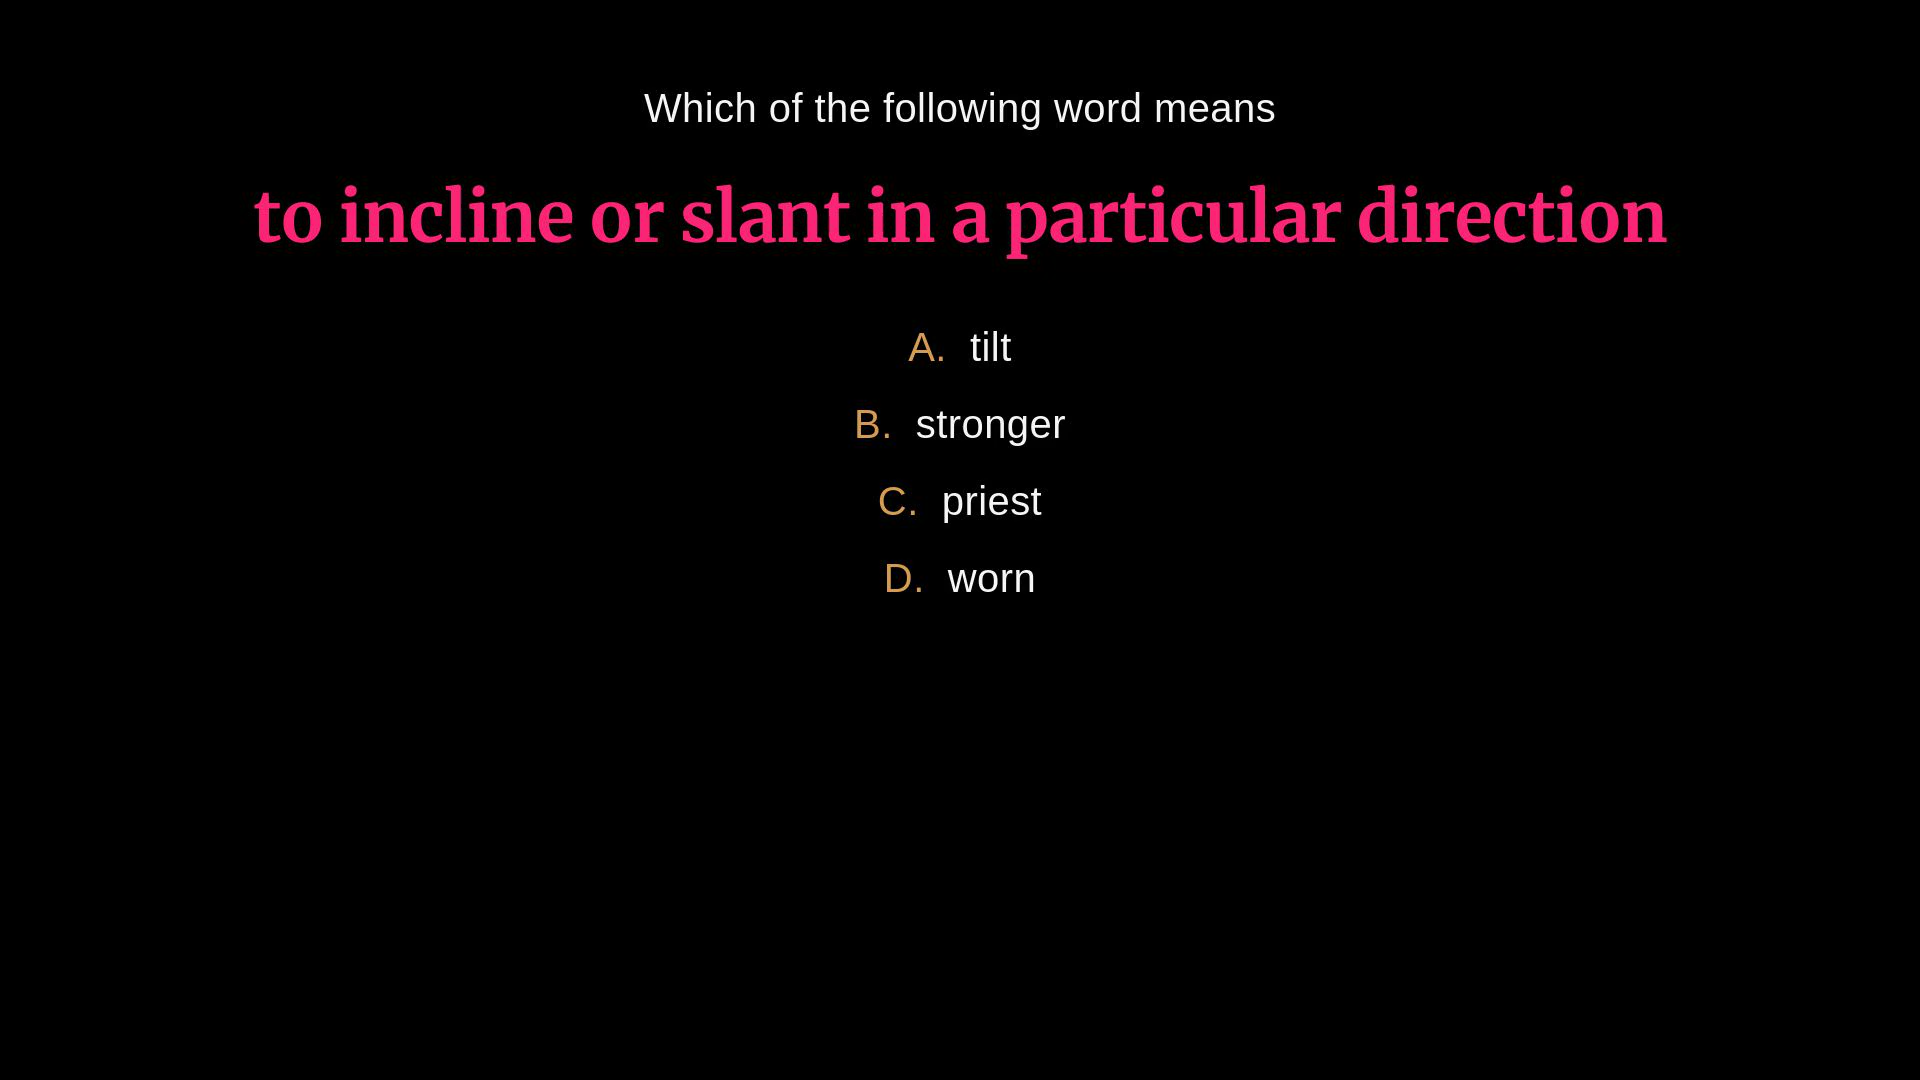 Which of the following word means
to incline or slant in a particular direction
A. tilt
B. stronger
C. priest
D. worn